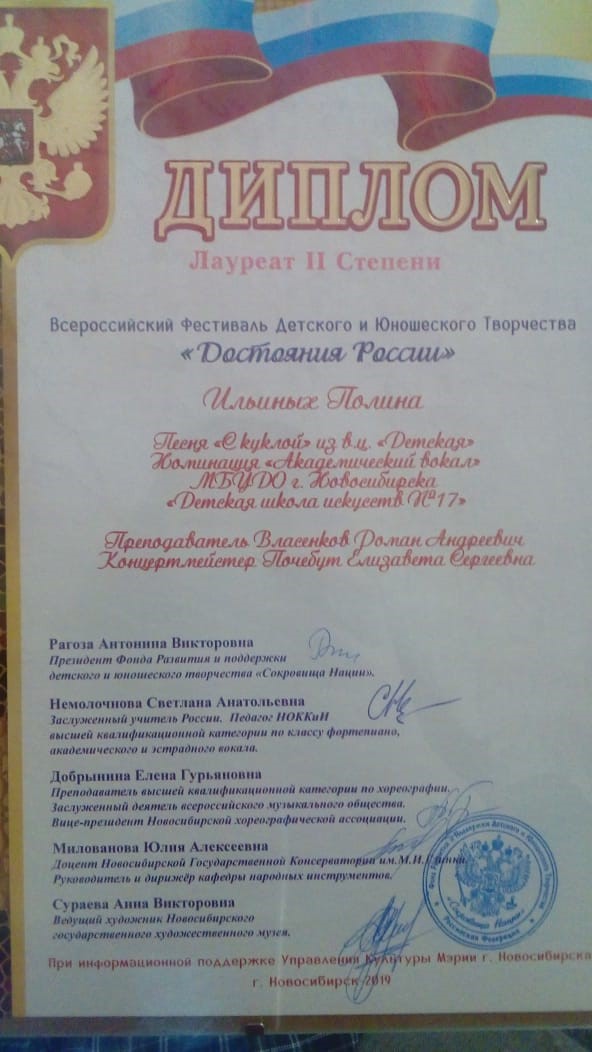 ДИПЛОМ
Лауреат II Степени
Всероссийский Фестиваль Детского и Юношеского Творчества
«Достояния России»
Ильиных Полина
Песня «С куклой» из в.ц. «Детская»
Номинация «Академический вокал»
МБУДО г. Новосибирска
«Детская школа искусств №17»
Преподаватель Власенков Роман Андреевич
Концертмейстер Почебут Елизавета Сергеевна
Рагоза Антонина Викторовна
Президент Фонда Развития и поддержки
детского и юношеского творчества «Сокровища Нации».
Немолочнова Светлана Анатольевна
Заслуженный учитель России. Педагог НОККиИ
высшей квалификационной категории по классу фортепиано,
академического и эстрадного вокала.
Добрынина Елена Гурьяновна
Преподаватель высшей квалификационной категории по хореографии.
Заслуженный деятель всероссийского музыкального общества.
Вице-президент Новосибирской хореографической ассоциации.
Милованова Юлия Алексеевна
Доцент Новосибирской Государственной Консерватории им.М.И.Глинки.
Руководитель и дирижёр кафедры народных инструментов.
Сураева Анна Викторовна
Ведущий художник Новосибирского
государственного художественного музея.
«Сокровища Нации»
Российская Федерация
При информационной поддержке Управления Культуры Мэрии г. Новосибирска
г. Новосибирск 2019